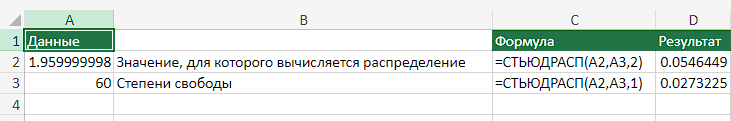 A B C D
1 Данные Формула Результат
2 1.959999998 Значение, для которого вычисляется распределение =СТЬЮДРАСП(A2,A3,2) 0.0546449
3 60 Степени свободы =СТЬЮДРАСП(A2,A3,1) 0.0273225
4